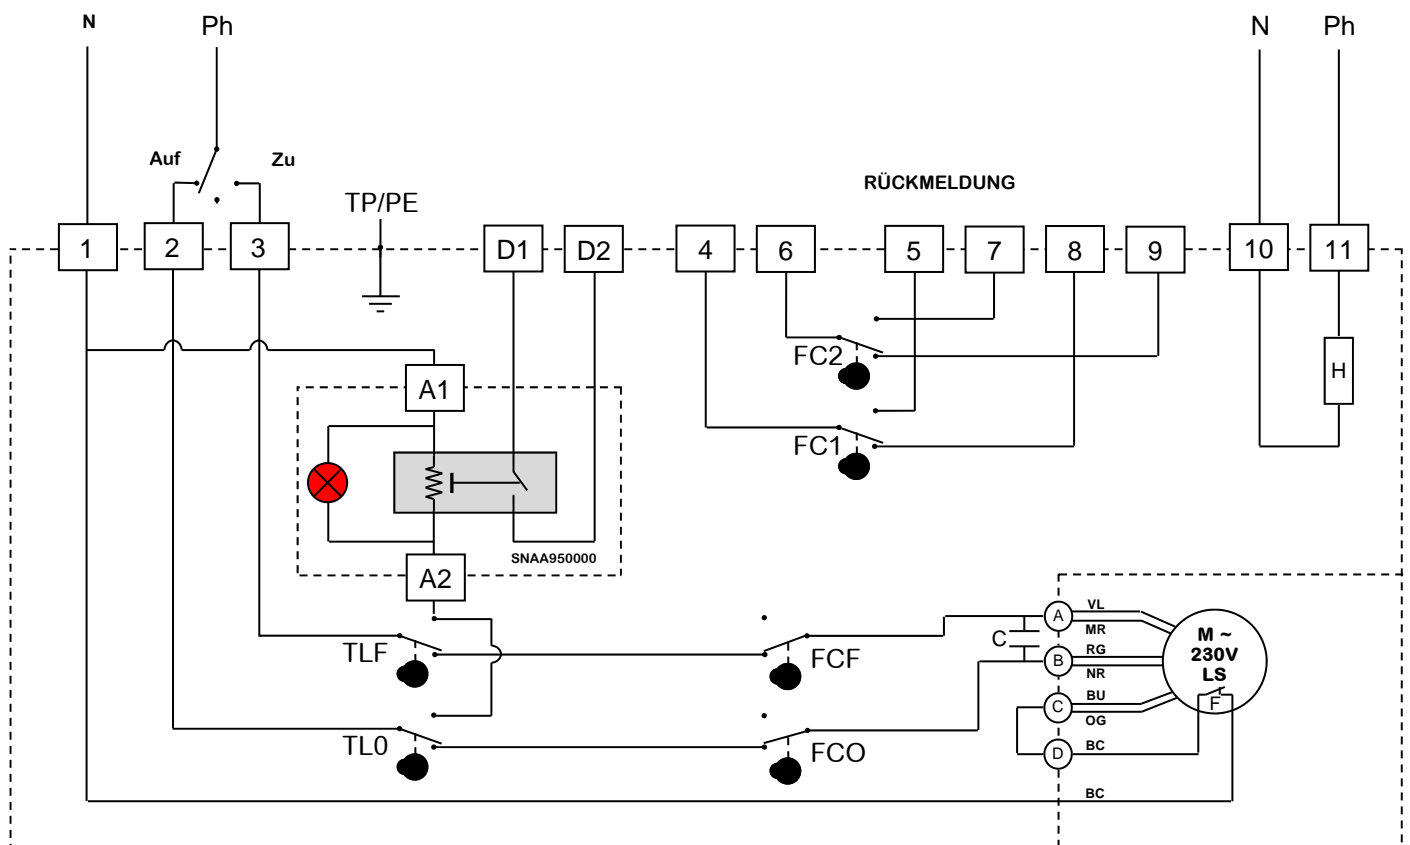 N Ph N Ph
Auf Zu
RÜCKMELDUNG
TP/PE
1 2 3 D1 D2 4 6 5 7 8 9 10 11
FC2
H
A1
FC1
SNAA950000
A2
VL
A
MR
C
TLF FCF
RG
B
NR
M ~
230V
LS
BU
C
OG
F
TL0 FCO
D BC
BC